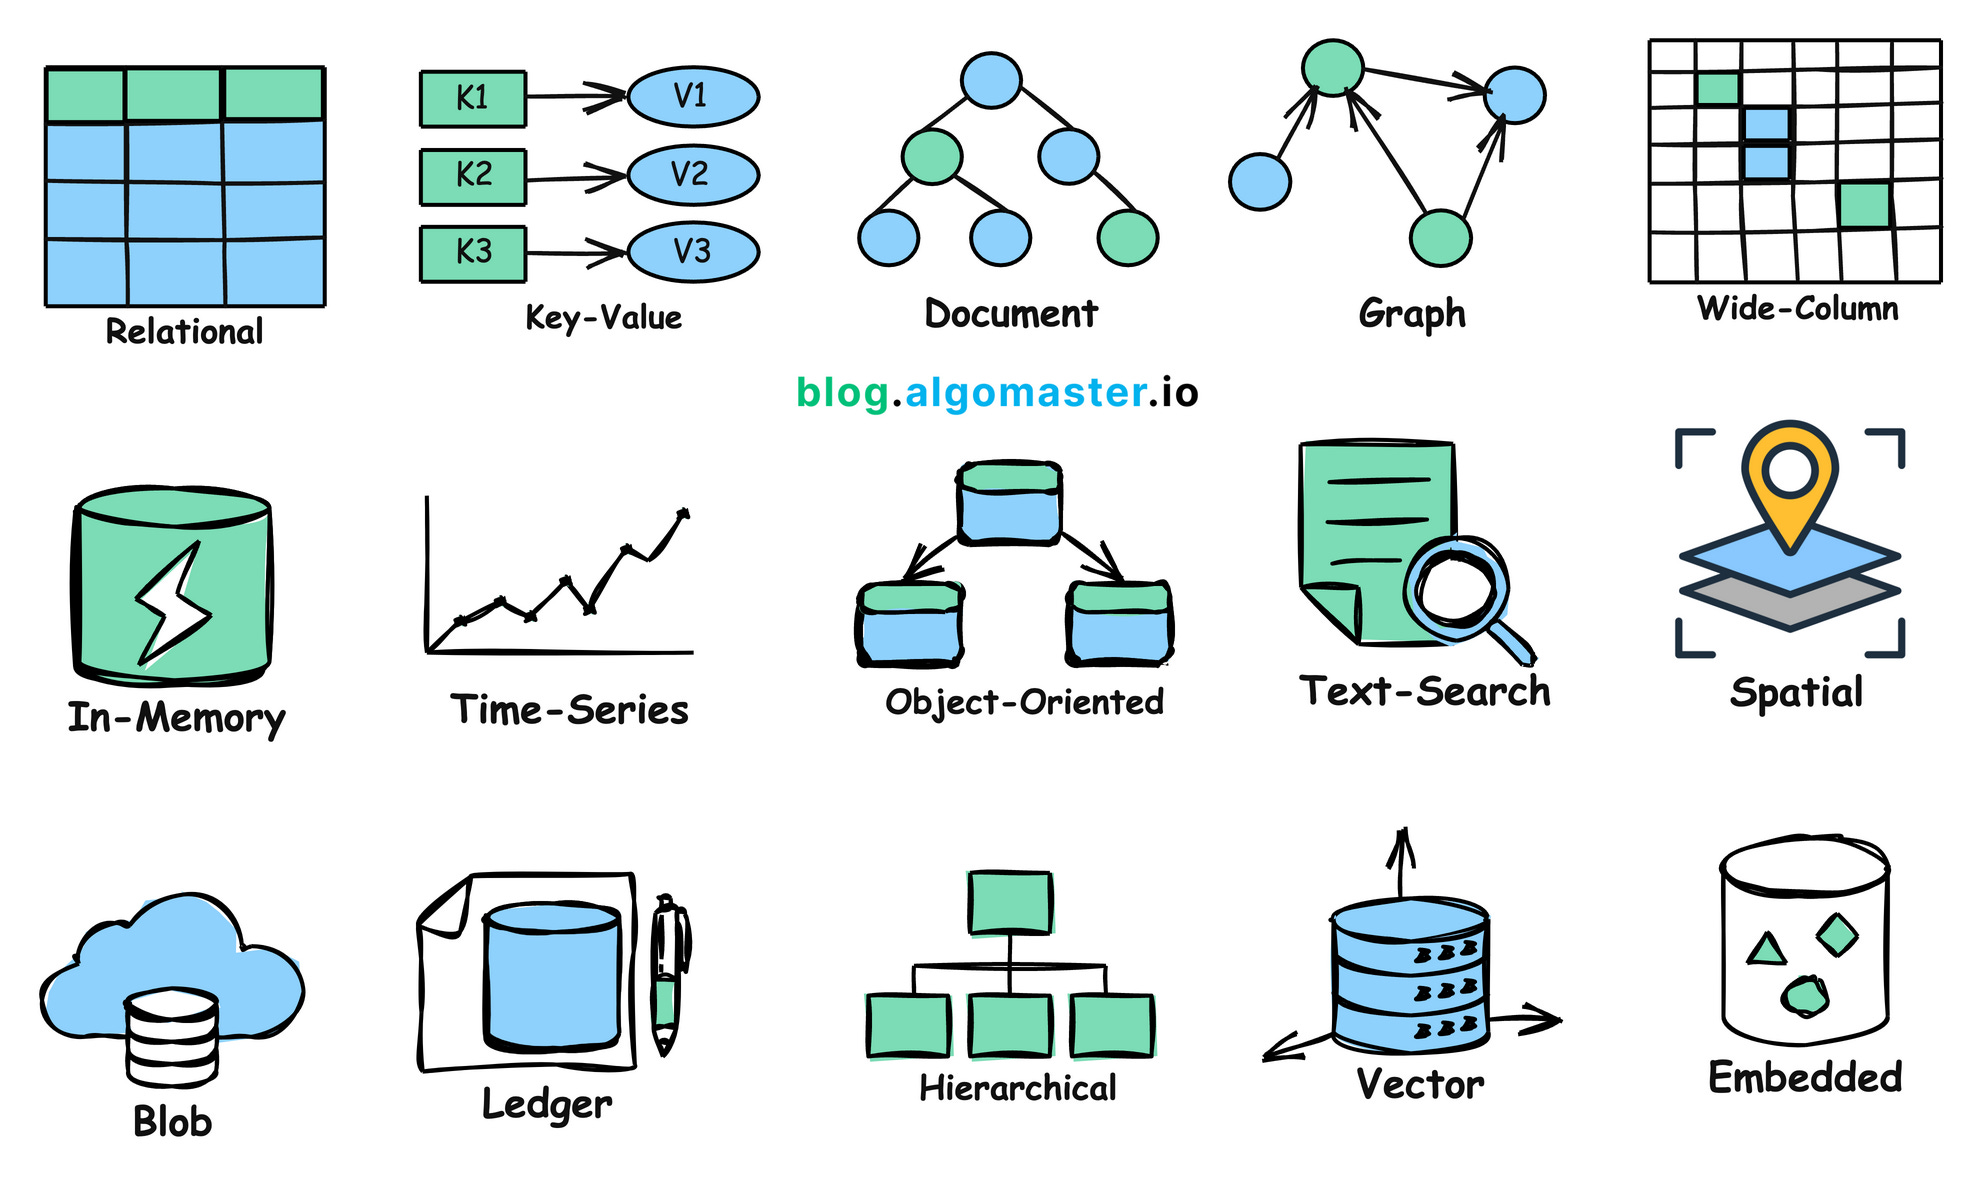 K1
V1
K2
V2
K3
V3
Relational
Key-Value
Document
Graph
Wide-Column
blog.algomaster.io
In-Memory
Time-Series
Object-Oriented
Text-Search
Spatial
Blob
Ledger
Hierarchical
Vector
Embedded